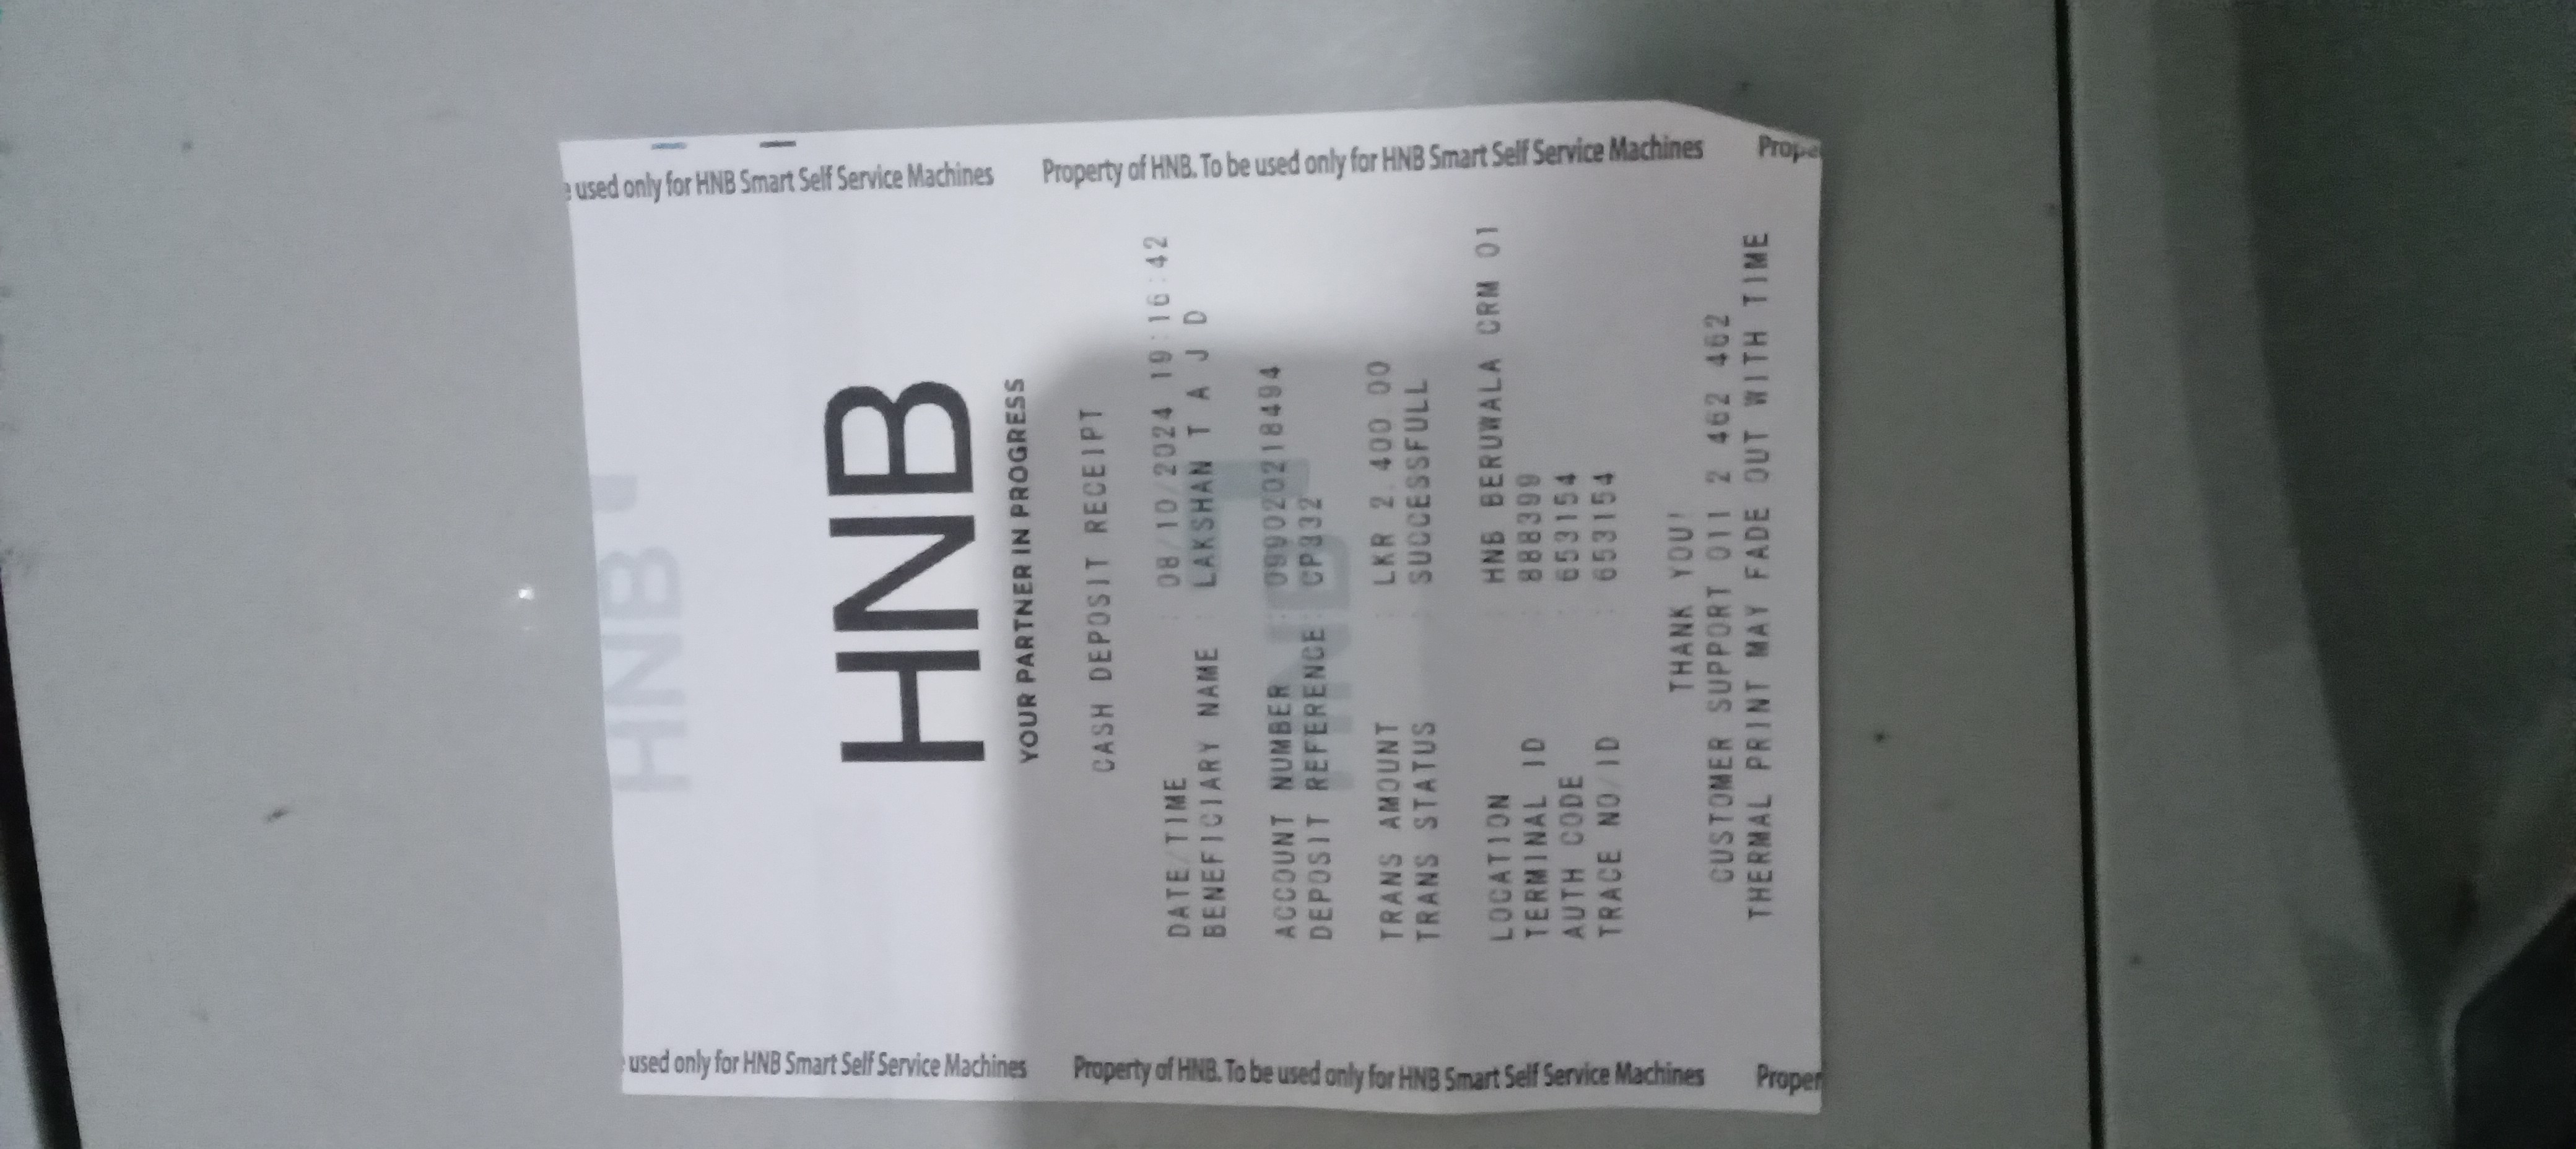 e used only for HNB Smart Self Service Machines Property of HNB. To be used only for HNB Smart Self Service Machines Prope
HNB
HNB
YOUR PARTNER IN PROGRESS
CASH DEPOSIT RECEIPT
DATE/TIME : 08/10/2024 19:16:42
BENEFICIARY NAME : LAKSHAN T A J D
ACCOUNT NUMBER : 099020218494
DEPOSIT REFERENCE: CP332
HNB
TRANS AMOUNT : LKR 2,400.00
TRANS STATUS : SUCCESSFULL
LOCATION : HNB BERUWALA CRM 01
TERMINAL ID : 888399
AUTH CODE : 653154
TRACE NO/ID : 653154
THANK YOU!
CUSTOMER SUPPORT 011 2 462 462
THERMAL PRINT MAY FADE OUT WITH TIME
used only for HNB Smart Self Service Machines Property of HNB. To be used only for HNB Smart Self Service Machines Proper